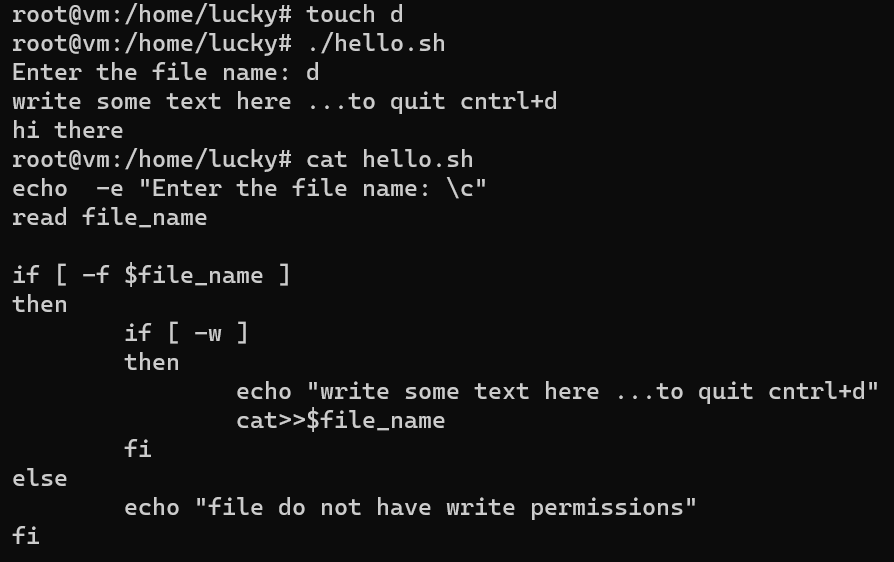 root@vm:/home/lucky# touch d
root@vm:/home/lucky# ./hello.sh
Enter the file name: d
write some text here ...to quit cntrl+d
hi there
root@vm:/home/lucky# cat hello.sh
echo  -e "Enter the file name: \c"
read file_name

if [ -f $file_name ]
then
        if [ -w ]
        then
                echo "write some text here ...to quit cntrl+d"
                cat>>$file_name
        fi
else
        echo "file do not have write permissions"
fi